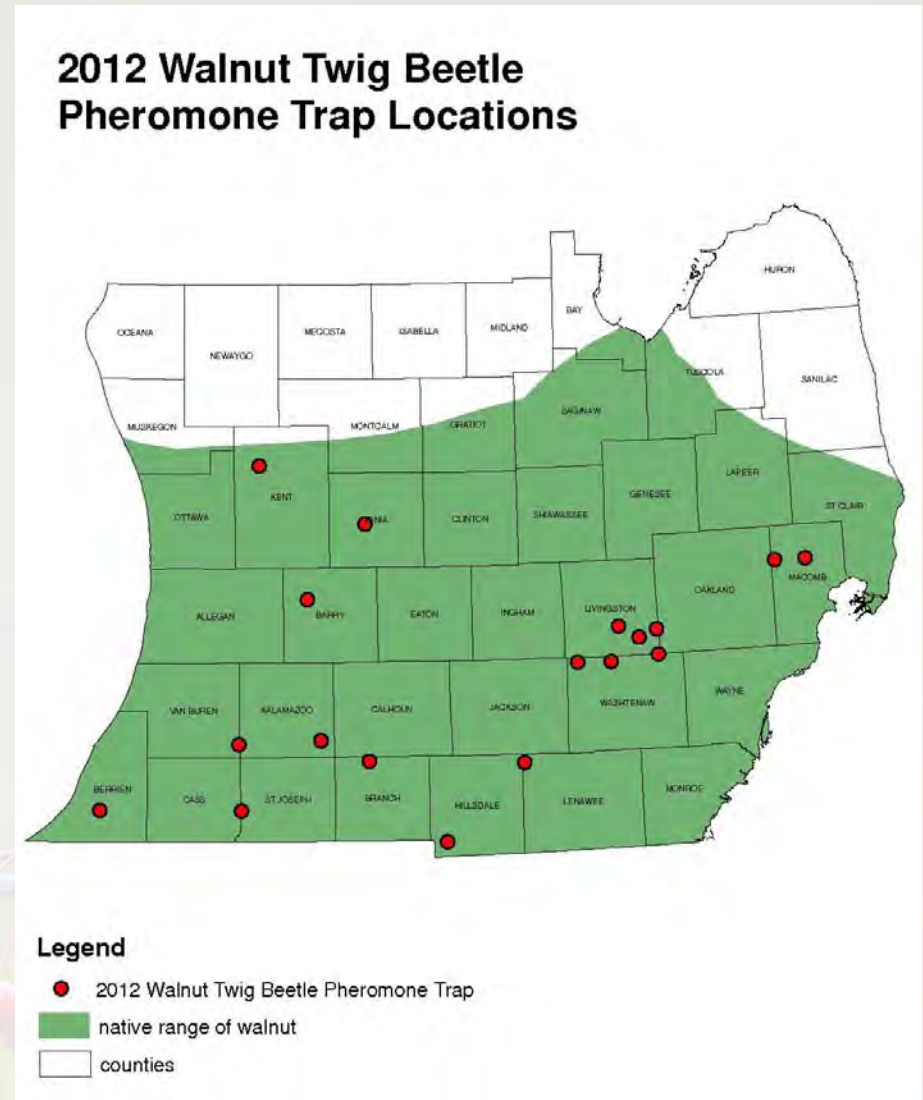 2012 Walnut Twig Beetle
Pheromone Trap Locations
HURON
BAY
OCEANA
MECOSTA
ISABELLA
MIDLAND
NEWAYGO
TUSCOLA
SANILAC
MUSKEGON
MONTCALM
GRATIOT
SAGINAW
LAPEER
KENT
GENESEE
OTTAWA
CLINTON
SHIAWASSEE
ST CLAIR
MACOMB
OAKLAND
ALLEGAN
BARRY
EATON
INGHAM
LIVINGSTON
VAN BUREN
KALAMAZOO
CALHOUN
JACKSON
WASHTENAW
WAYNE
BERRIEN
CASS
ST JOSEPH
BRANCH
HILLSDALE
LENAWEE
MONROE
Legend
2012 Walnut Twig Beetle Pheromone Trap
native range of walnut
counties